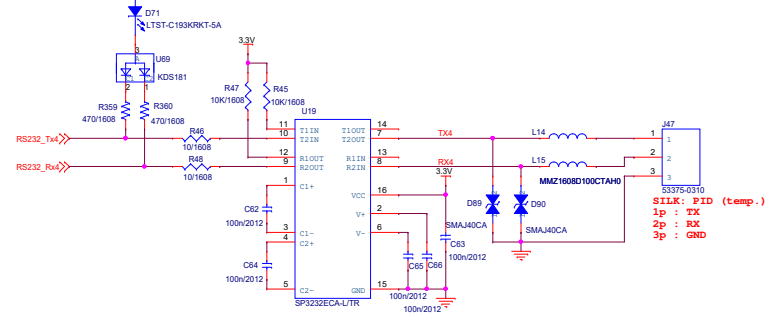 D71
LTST-C193KRKT-5A
3
U69
KDS181
2
1
R359
470/1608
R360
470/1608
3.3V
R47
10K/1608
R45
10K/1608
U19
RS232_Tx4
R46
10/1608
RS232_Rx4
R48
10/1608
11
T1IN
T1OUT
14
10
T2IN
T2OUT
7
TX4
12
R1OUT
R1IN
13
9
R2OUT
R2IN
8
RX4
1
C1+
VCC
16
3.3V
C62
100n/2012
V+
2
3
C1-
V-
6
4
C2+
C64
100n/2012
5
C2-
GND
15
SP3232ECA-L/TR
C63
100n/2012
C65
C66
100n/2012
100n/2012
L14
L15
MMZ1608D100CTAH0
D89
D90
SMAJ40CA
SMAJ40CA
J47
1
1
2
2
3
3
53375-0310
SILK: PID (temp.)
1p : TX
2p : RX
3p : GND